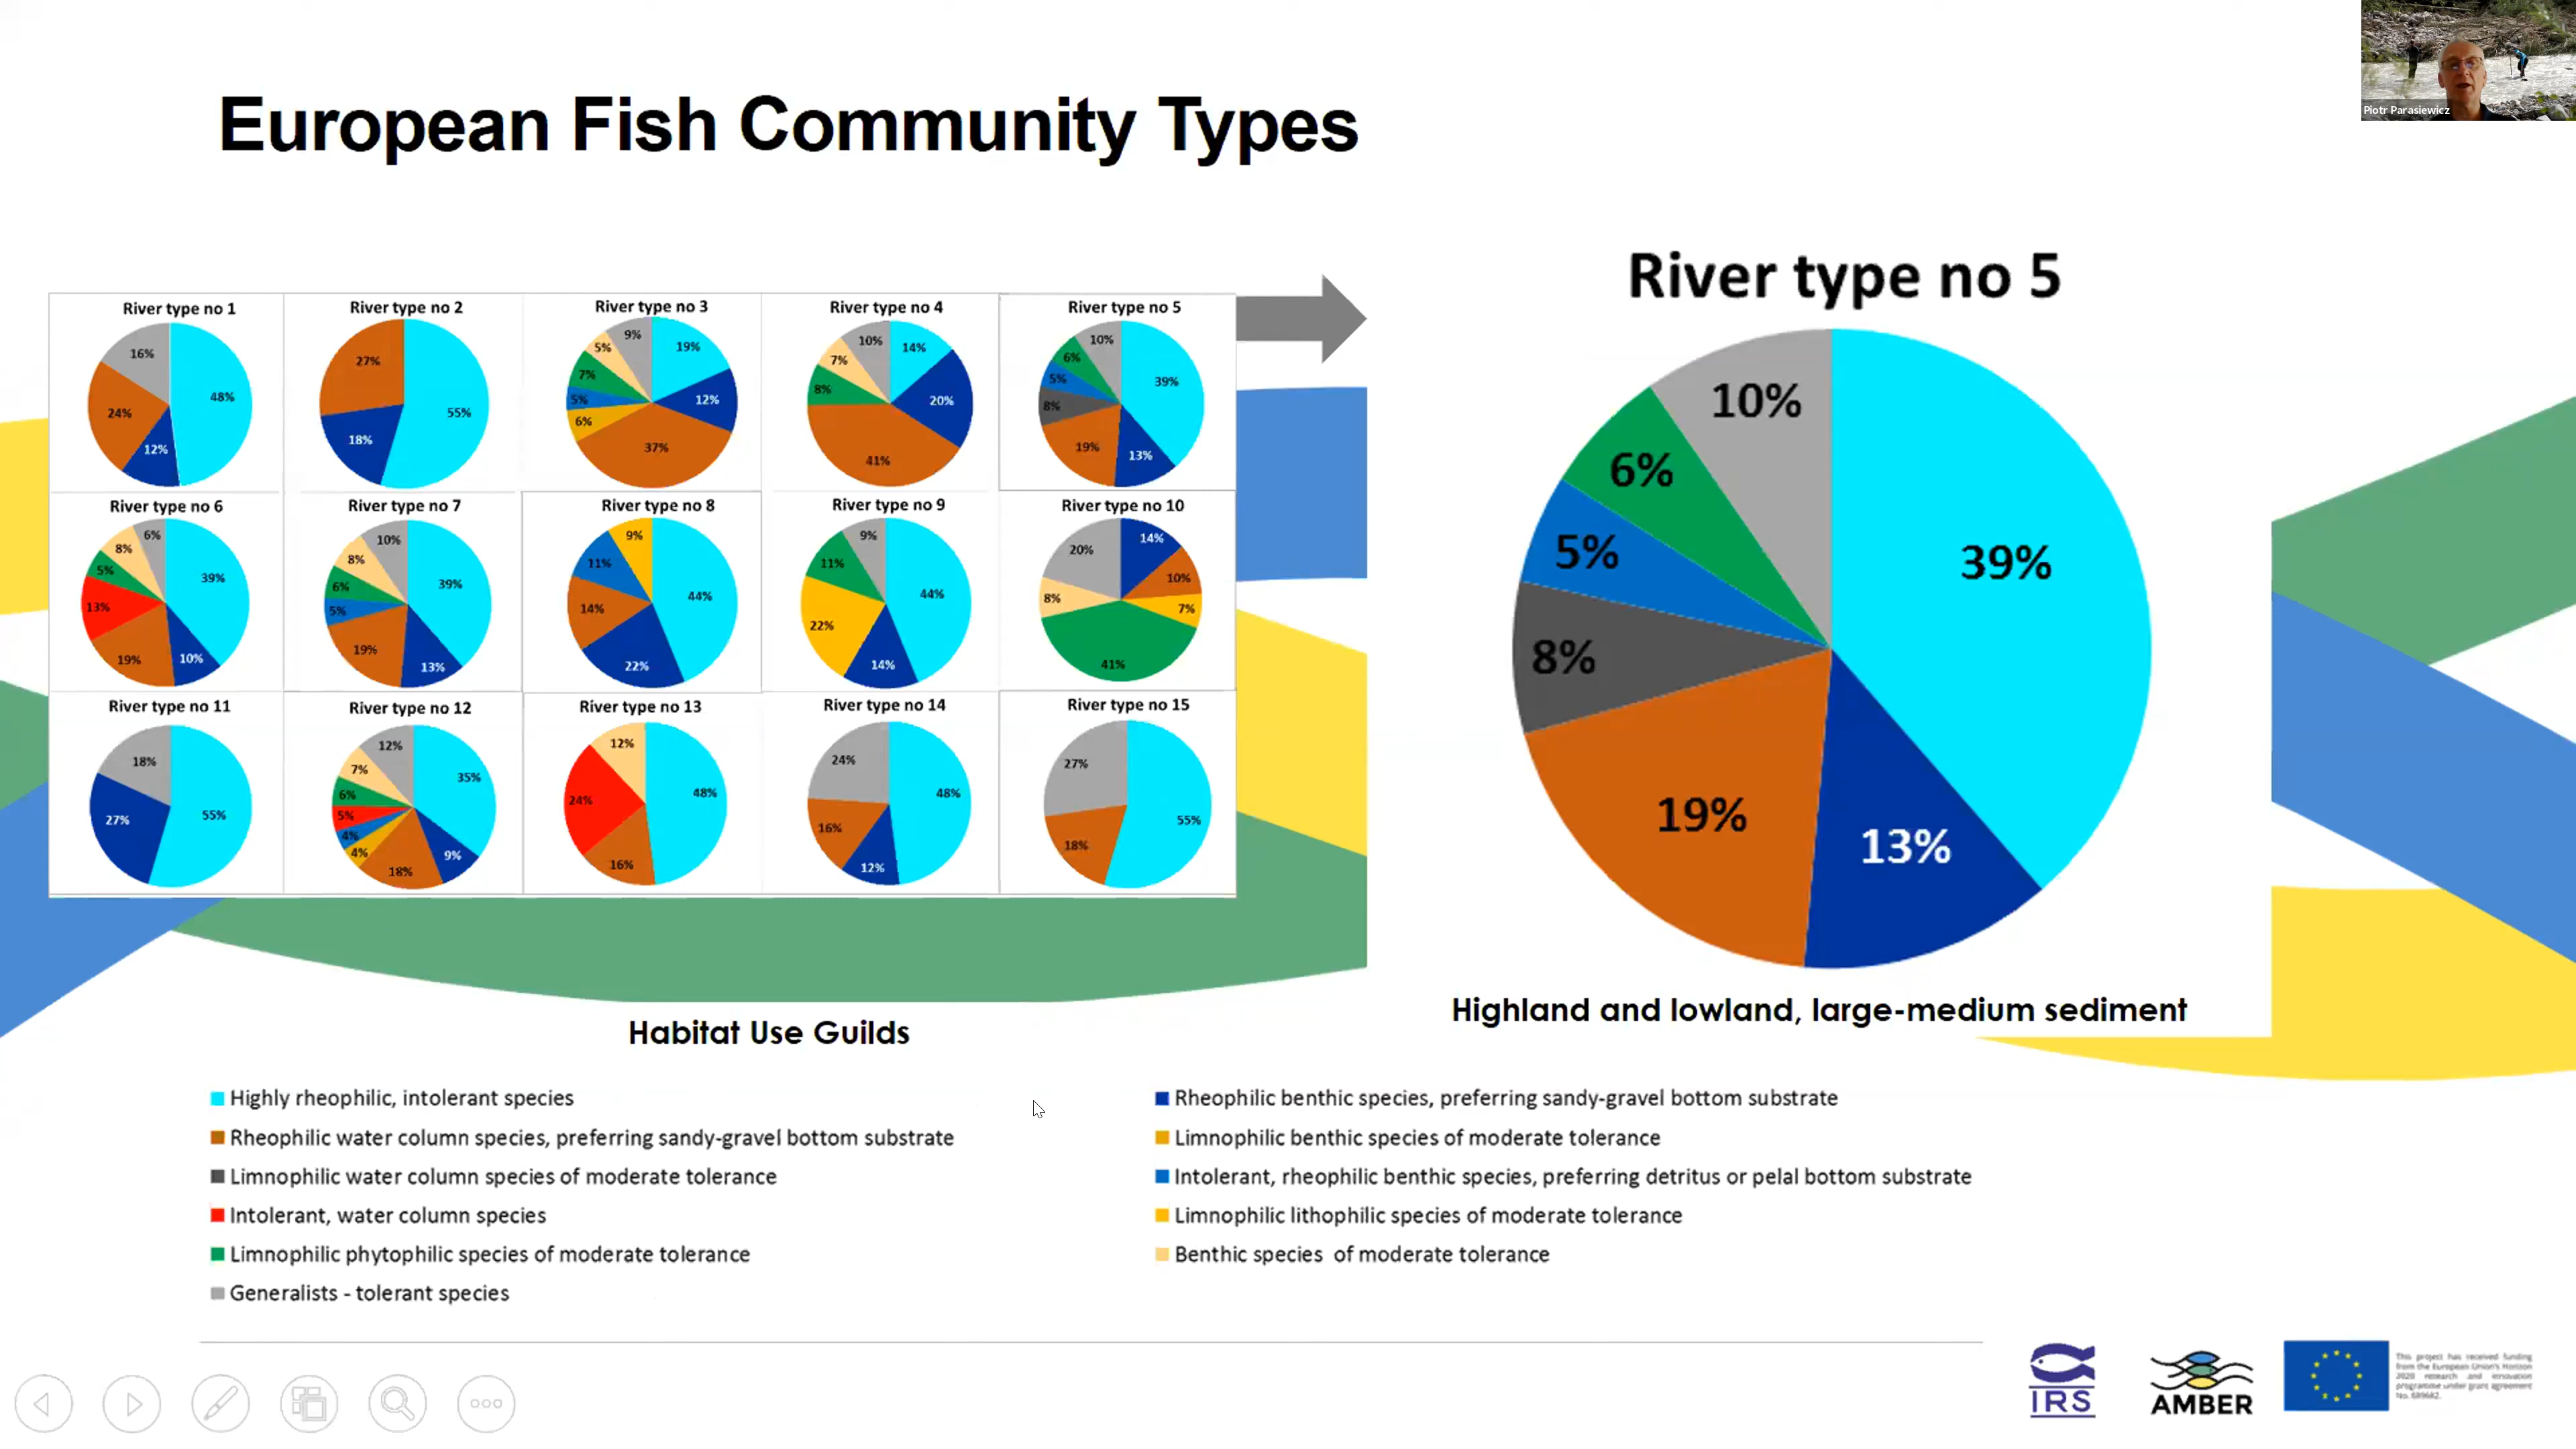 Piotr Parasiewicz
European Fish Community Types
River type no 1
16%
48%
24%
12%
River type no 2
27%
55%
18%
River type no 3
9%
5%
19%
7%
5%
12%
6%
37%
River type no 4
10%
14%
7%
8%
20%
41%
River type no 5
10%
6%
39%
5%
8%
19%
13%
River type no 6
6%
8%
5%
39%
13%
19%
10%
River type no 7
10%
8%
39%
6%
5%
19%
13%
River type no 8
9%
11%
44%
14%
22%
River type no 9
9%
11%
44%
22%
14%
River type no 10
14%
20%
10%
8%
7%
41%
River type no 11
18%
55%
27%
River type no 12
12%
7%
35%
6%
5%
4%
4%
9%
18%
River type no 13
12%
48%
24%
16%
River type no 14
24%
48%
16%
12%
River type no 15
27%
55%
18%
River type no 5
10%
6%
39%
5%
8%
19%
13%
Highland and lowland, large-medium sediment
Habitat Use Guilds
Highly rheophilic, intolerant species
Rheophilic benthic species, preferring sandy-gravel bottom substrate
Rheophilic water column species, preferring sandy-gravel bottom substrate
Limnophilic benthic species of moderate tolerance
Limnophilic water column species of moderate tolerance
Intolerant, rheophilic benthic species, preferring detritus or pelal bottom substrate
Intolerant, water column species
Limnophilic lithophilic species of moderate tolerance
Limnophilic phytophilic species of moderate tolerance
Benthic species of moderate tolerance
Generalists - tolerant species
IRS
AMBER
This project has received funding
from the European Union's Horizon
2020 research and innovation
programme under grant agreement
No. 689682.